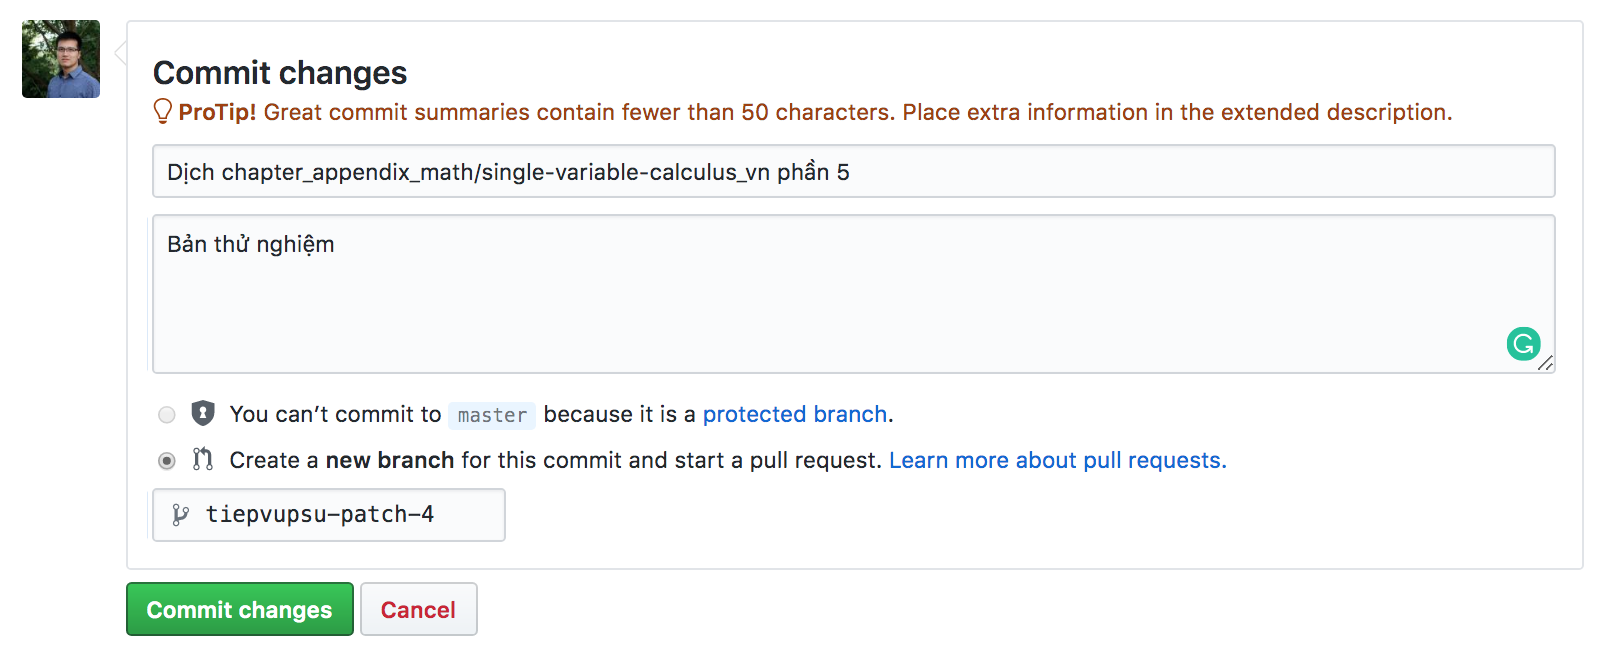 Commit changes
ProTip! Great commit summaries contain fewer than 50 characters. Place extra information in the extended description.
Dịch chapter_appendix_math/single-variable-calculus_vn phần 5
Bản thử nghiệm
You can’t commit to master because it is a protected branch.
Create a new branch for this commit and start a pull request. Learn more about pull requests.
tiepvupsu-patch-4
Commit changes Cancel